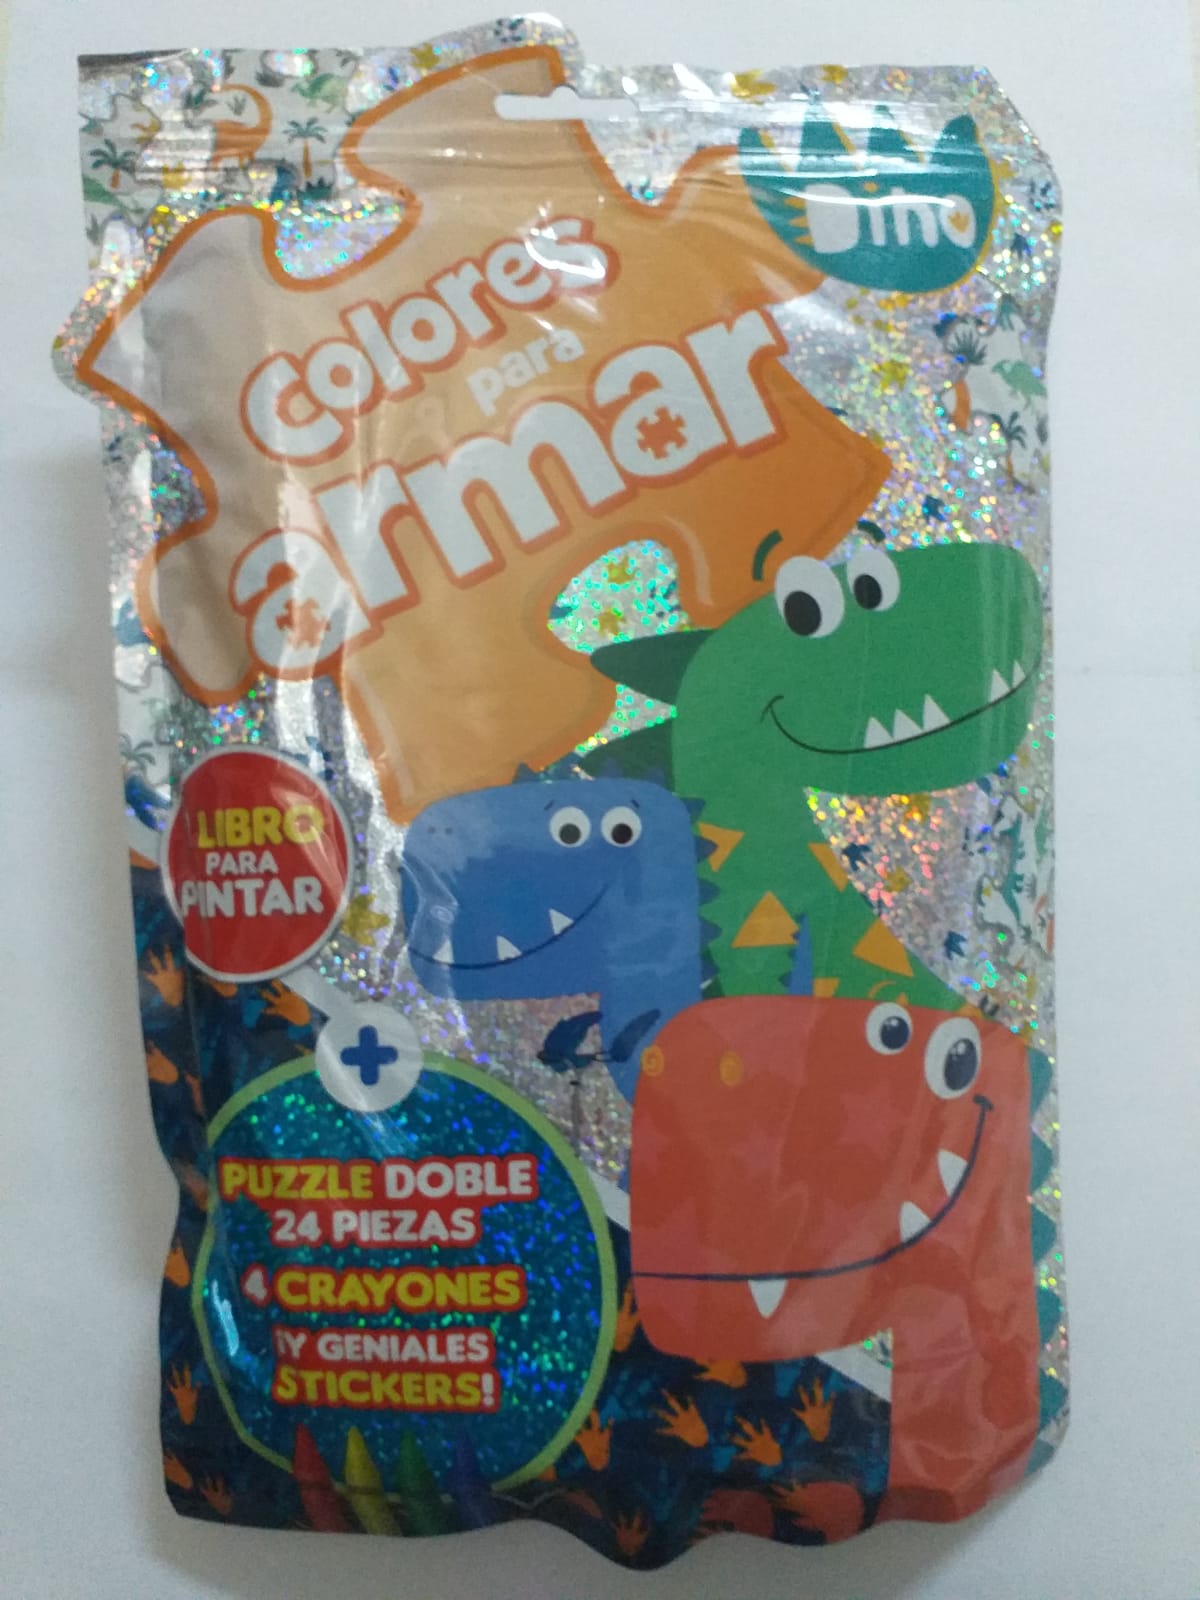 Dino
colores
para
armar
LIBRO
PARA
PINTAR
+
PUZZLE DOBLE
24 PIEZAS
4 CRAYONES
¡Y GENIALES
STICKERS!